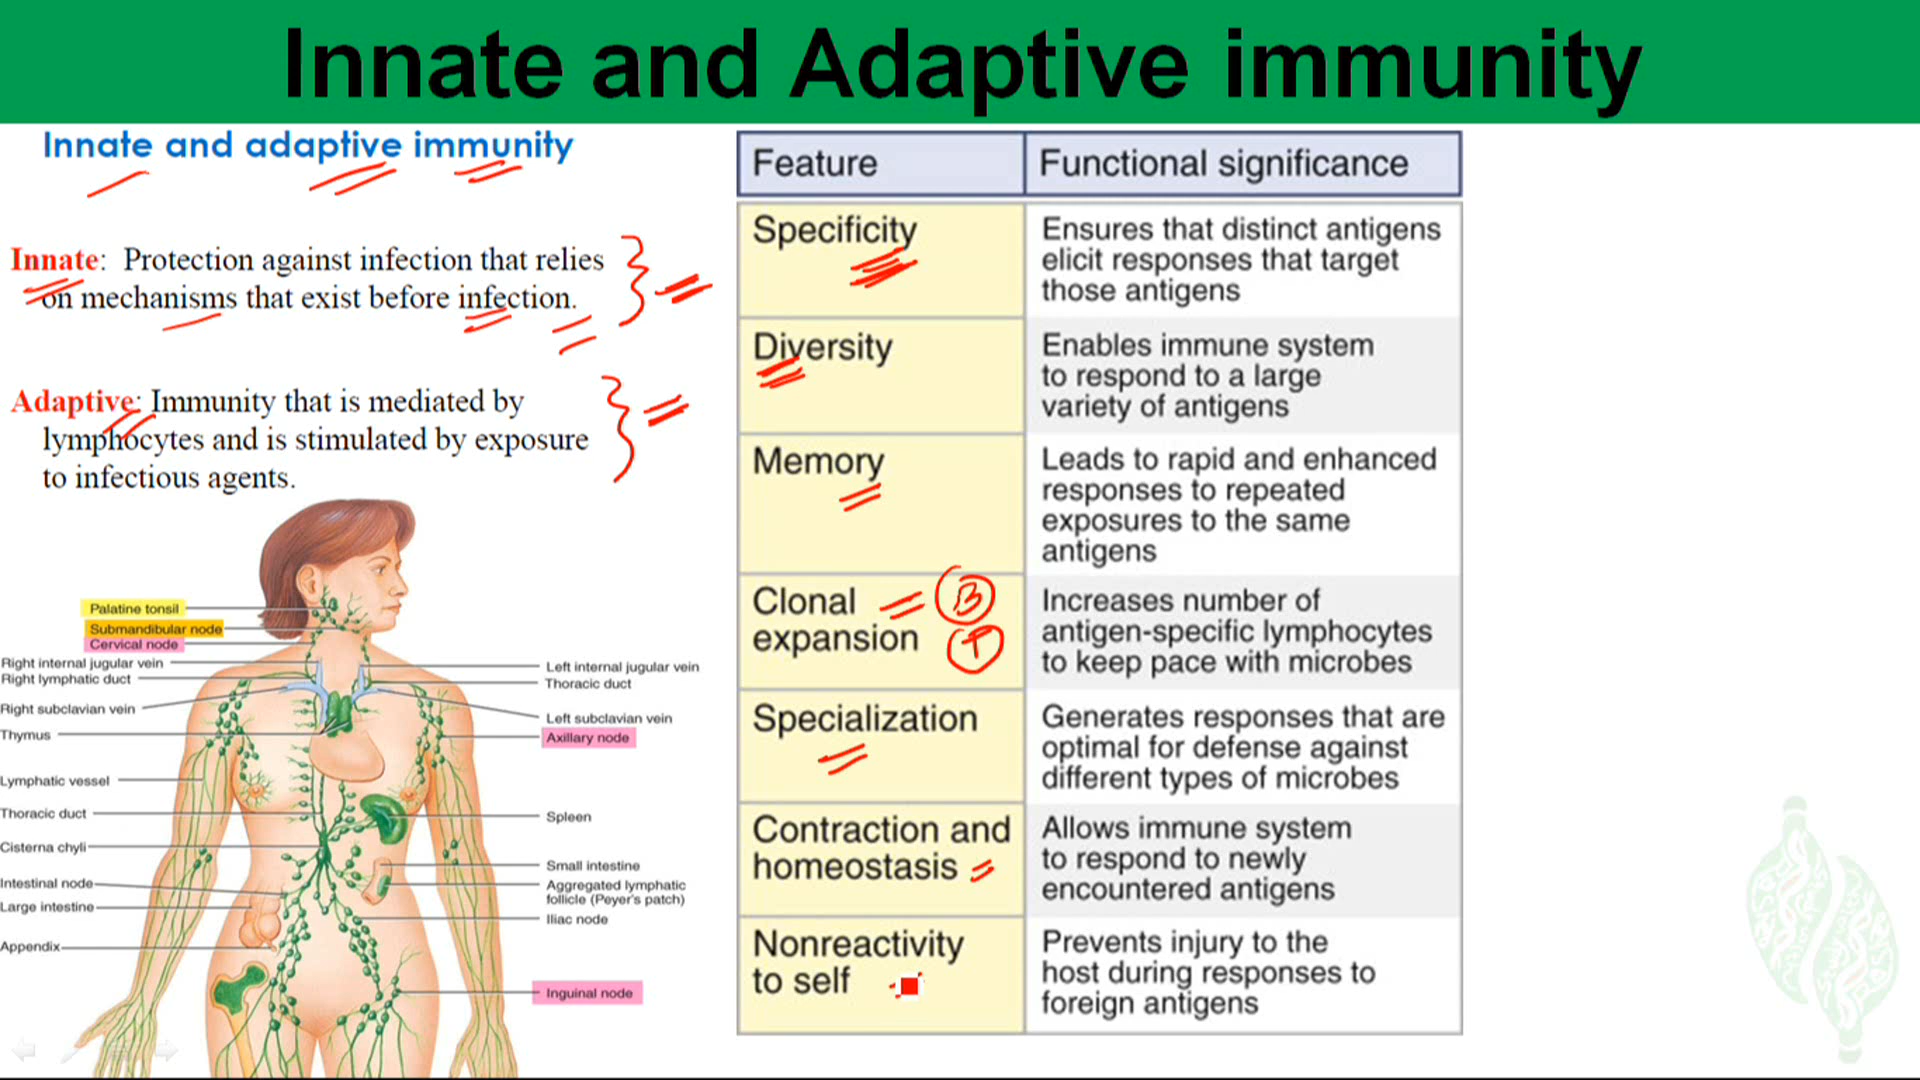 Innate and Adaptive immunity
Innate and adaptive immunity
Innate: Protection against infection that relies
on mechanisms that exist before infection.
Adaptive: Immunity that is mediated by
lymphocytes and is stimulated by exposure
to infectious agents.
Palatine tonsil
Submandibular node
Cervical node
Right internal jugular vein
Right lymphatic duct
Right subclavian vein
Thymus
Lymphatic vessel
Thoracic duct
Cisterna chyli
Intestinal node
Large intestine
Appendix
Left internal jugular vein
Thoracic duct
Left subclavian vein
Axillary node
Spleen
Small intestine
Aggregated lymphatic
follicle (Peyer's patch)
Iliac node
Inguinal node
Feature
Functional significance
Specificity
Ensures that distinct antigens
elicit responses that target
those antigens
Diversity
Enables immune system
to respond to a large
variety of antigens
Memory
Leads to rapid and enhanced
responses to repeated
exposures to the same
antigens
Clonal
expansion
B
T
Increases number of
antigen-specific lymphocytes
to keep pace with microbes
Specialization
Generates responses that are
optimal for defense against
different types of microbes
Contraction and
homeostasis
Allows immune system
to respond to newly
encountered antigens
Nonreactivity
to self
Prevents injury to the
host during responses to
foreign antigens